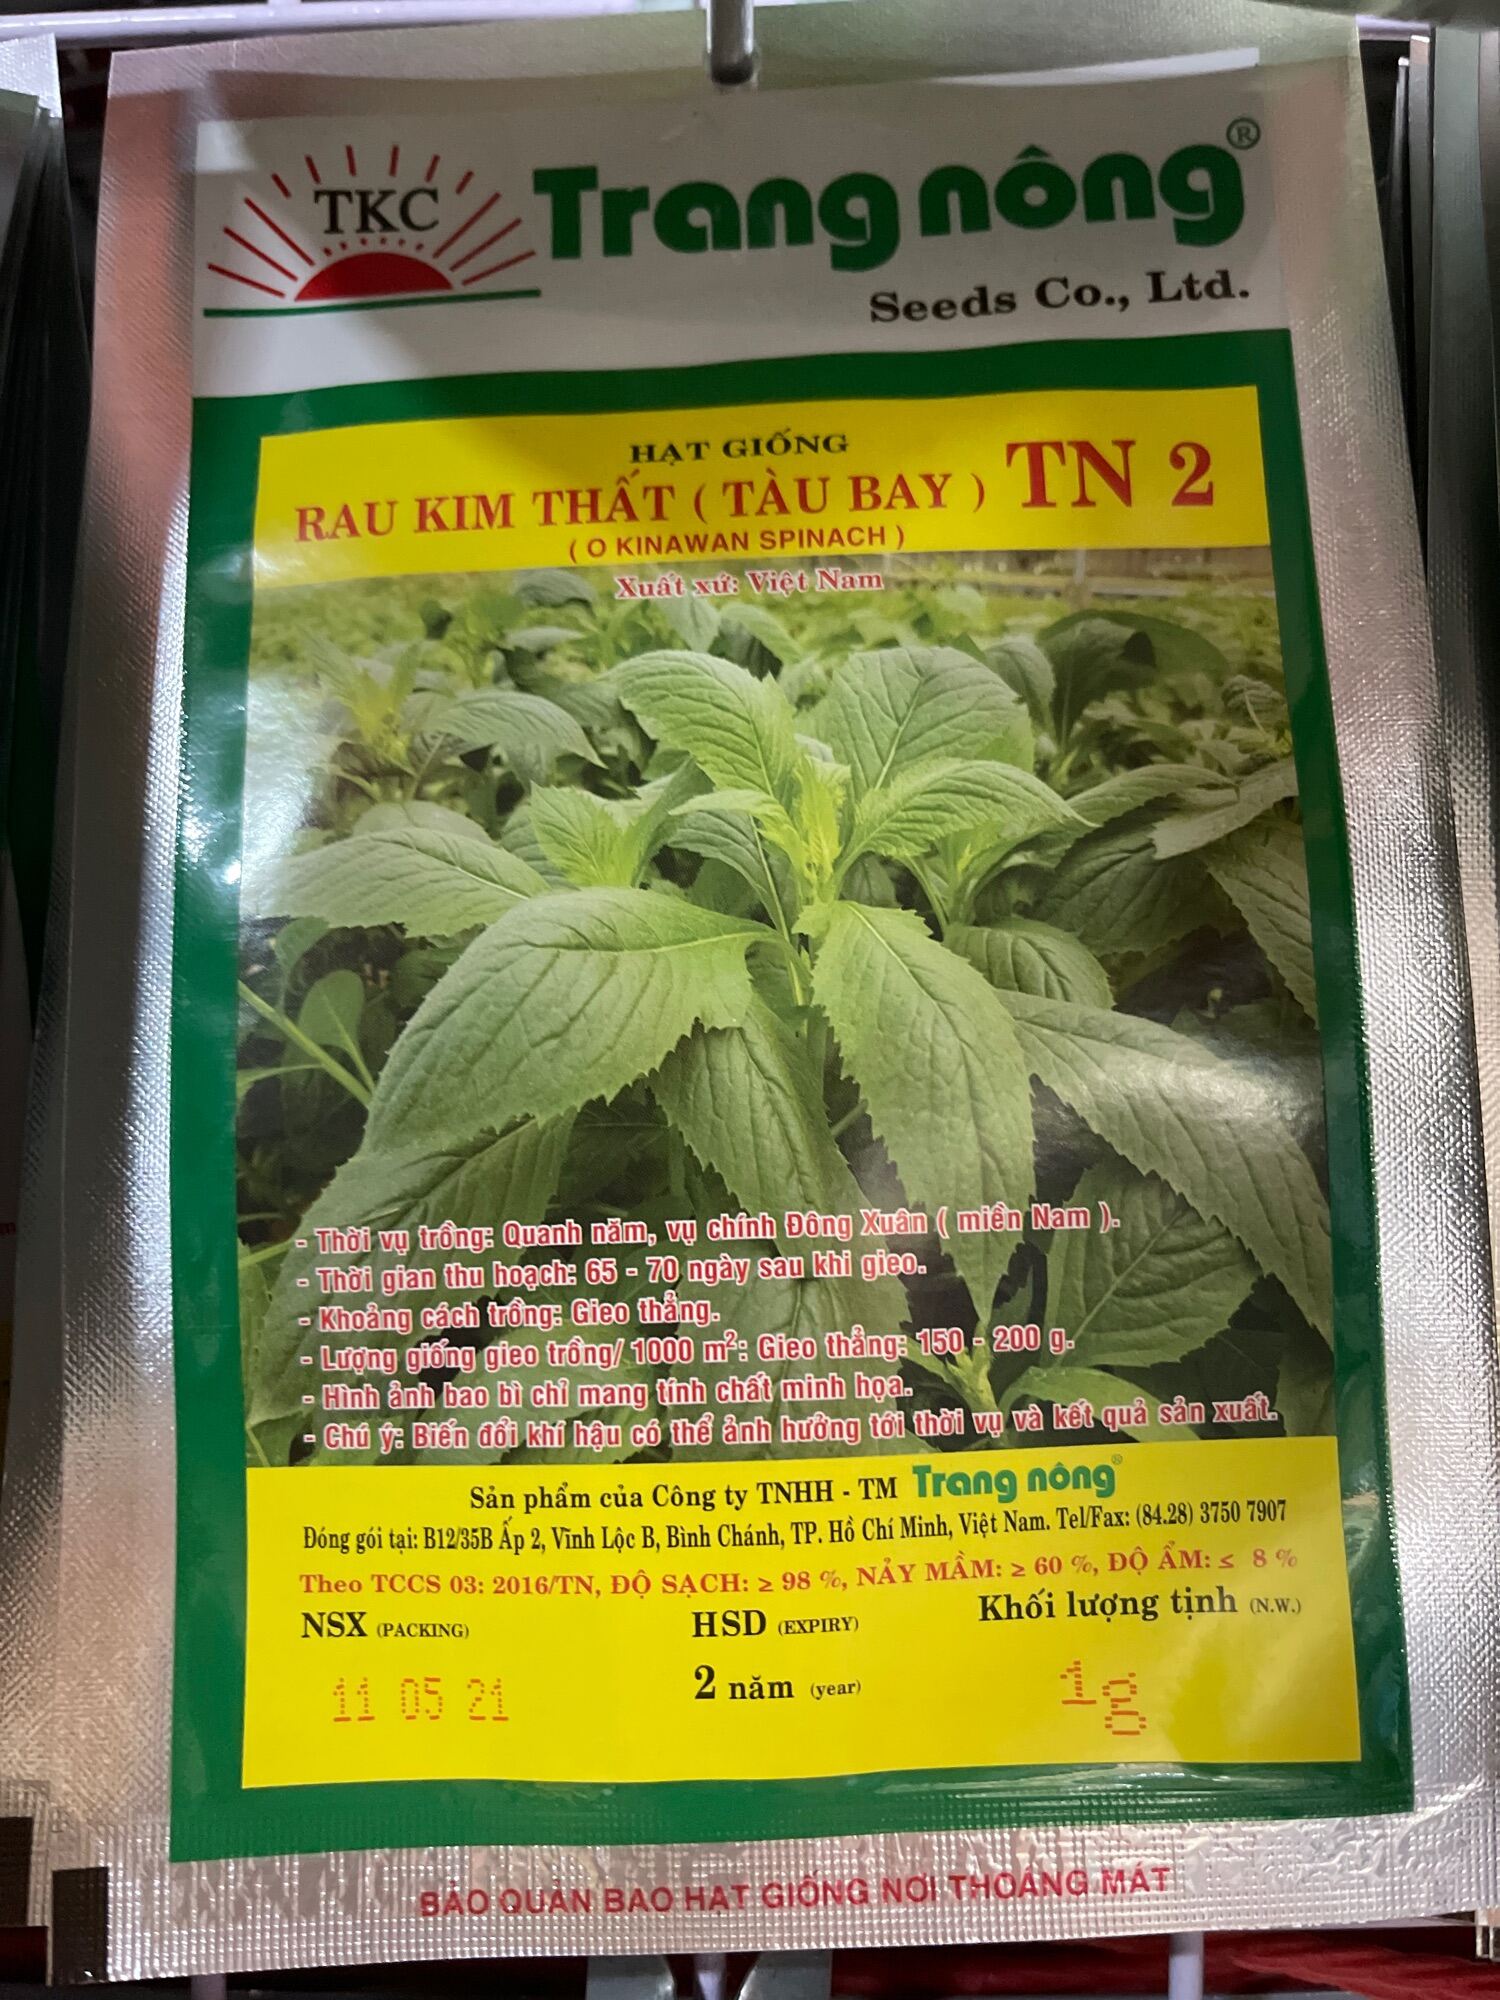 TKC Trang nông ®
Seeds Co., Ltd.
HẠT GIỐNG
RAU KIM THẤT ( TÀU BAY ) TN 2
( O KINAWAN SPINACH )
Xuất xứ: Việt Nam
- Thời vụ trồng: Quanh năm, vụ chính Đông Xuân ( miền Nam ).
- Thời gian thu hoạch: 65 - 70 ngày sau khi gieo.
- Khoảng cách trồng: Gieo thẳng.
- Lượng giống gieo trồng/ 1000 m²: Gieo thẳng: 150 - 200 g.
- Hình ảnh bao bì chỉ mang tính chất minh họa.
- Chú ý: Biến đổi khí hậu có thể ảnh hưởng tới thời vụ và kết quả sản xuất.
Sản phẩm của Công ty TNHH - TM Trang nông ®
Đóng gói tại: B12/35B Ấp 2, Vĩnh Lộc B, Bình Chánh, TP. Hồ Chí Minh, Việt Nam. Tel/Fax: (84.28) 3750 7907
Theo TCCS 03: 2016/TN, ĐỘ SẠCH: ≥ 98 %, NẢY MẦM: ≥ 60 %, ĐỘ ẨM: ≤ 8 %
NSX (PACKING) HSD (EXPIRY) Khối lượng tịnh (N.W.)
11 05 21 2 năm (year) 1g
BẢO QUẢN BAO HẠT GIỐNG NƠI THOÁNG MÁT